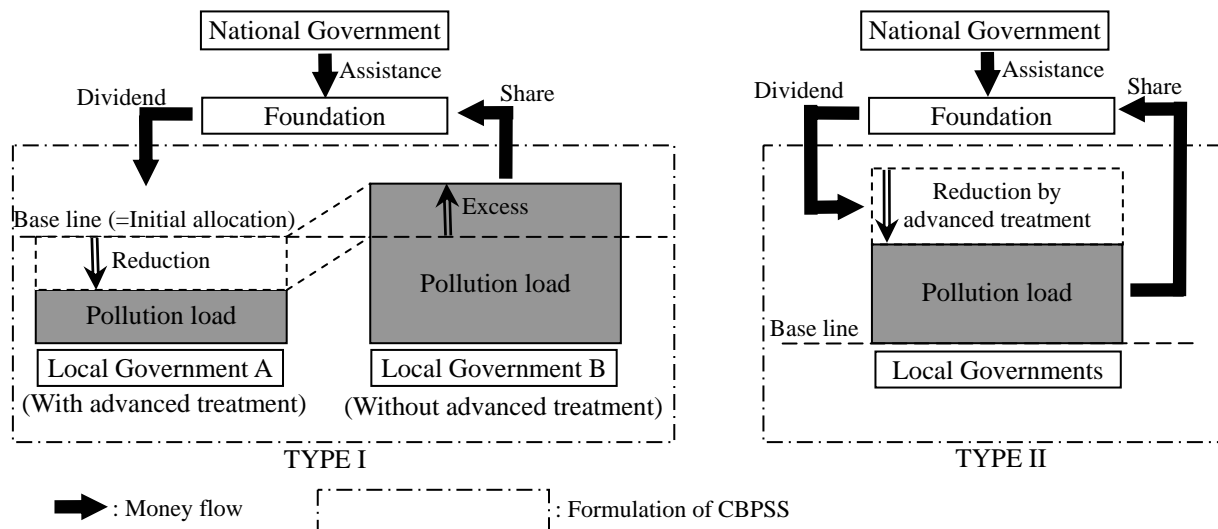 National Government
Assistance
Dividend
Share
Foundation
Base line (=Initial allocation)
Excess
Reduction
Pollution load
Pollution load
Local Government A
Local Government B
(With advanced treatment)
(Without advanced treatment)
TYPE I
National Government
Assistance
Dividend
Share
Foundation
Reduction by
advanced treatment
Pollution load
Base line
Local Governments
TYPE II
: Money flow
: Formulation of CBPSS